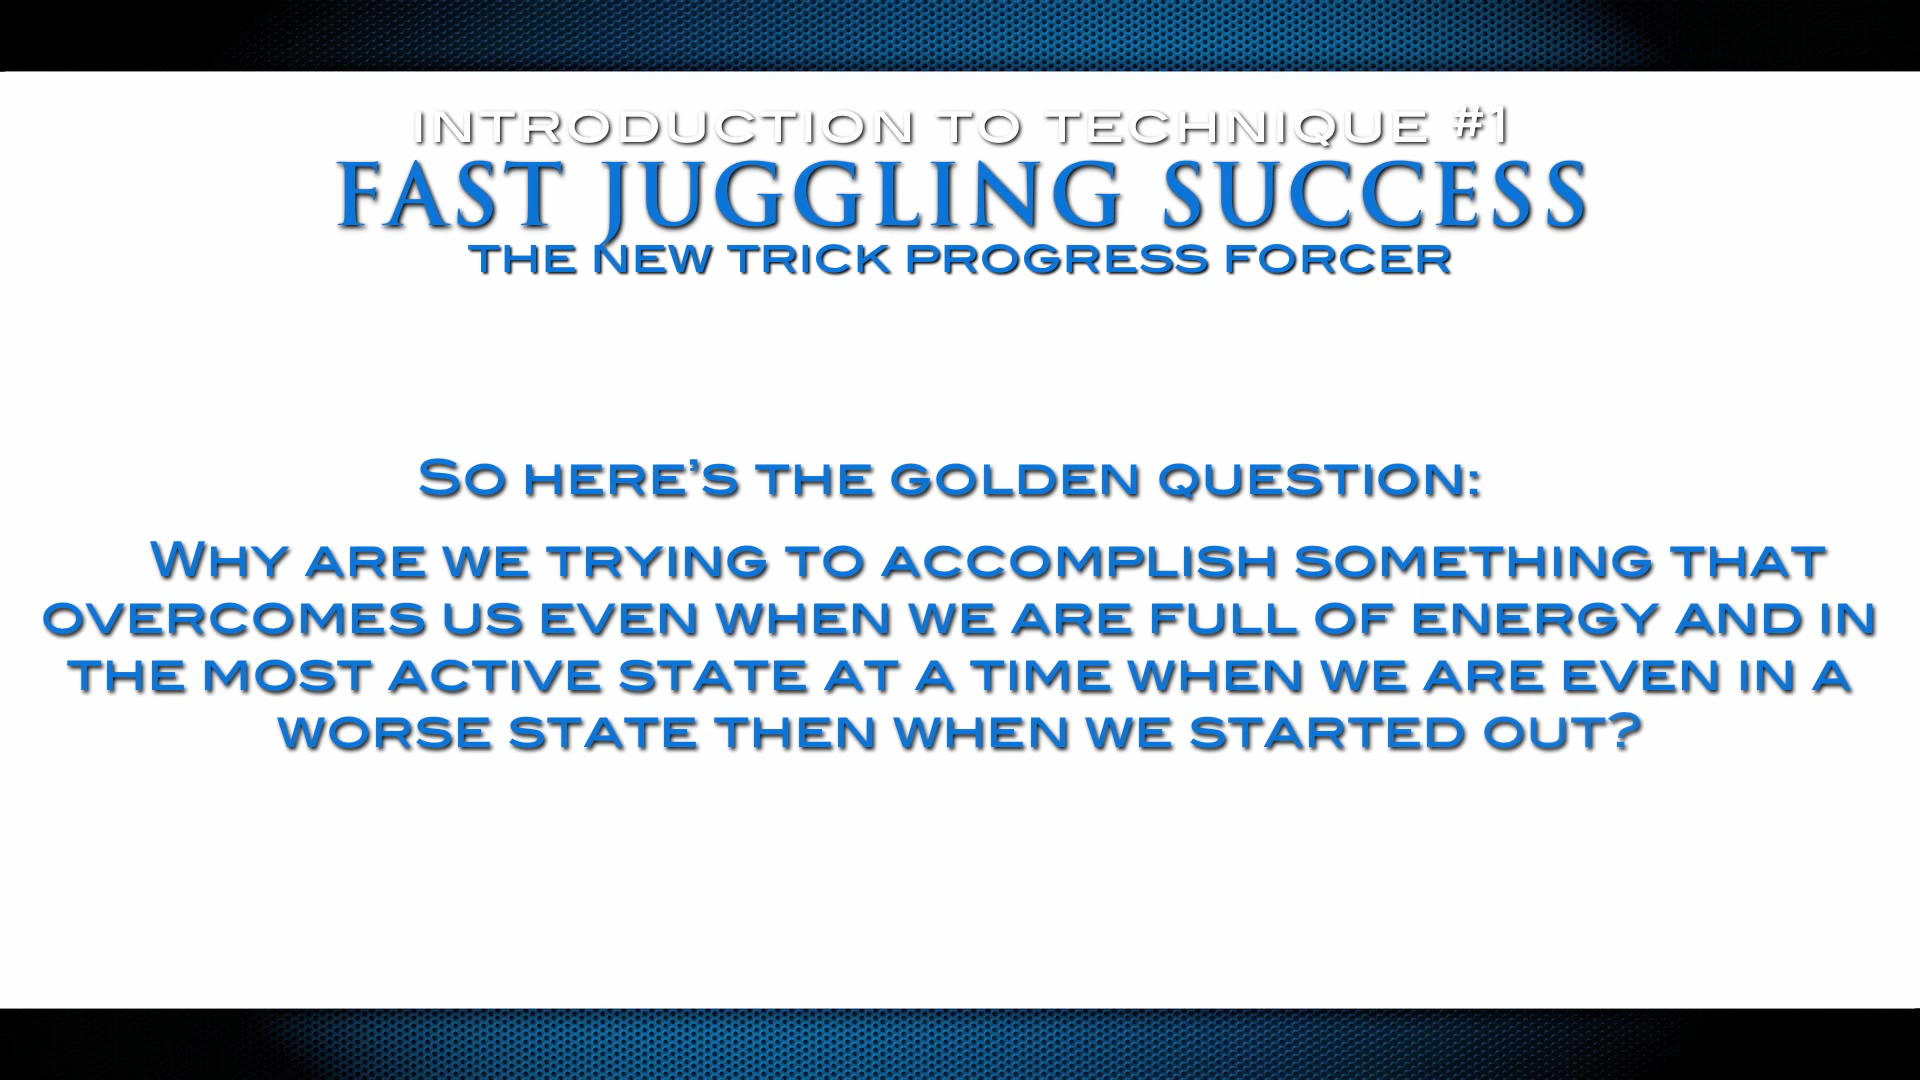 INTRODUCTION TO TECHNIQUE #1
FAST JUGGLING SUCCESS
THE NEW TRICK PROGRESS FORCER
So here’s the golden question:
Why are we trying to accomplish something that
overcomes us even when we are full of energy and in
the most active state at a time when we are even in a
worse state then when we started out?